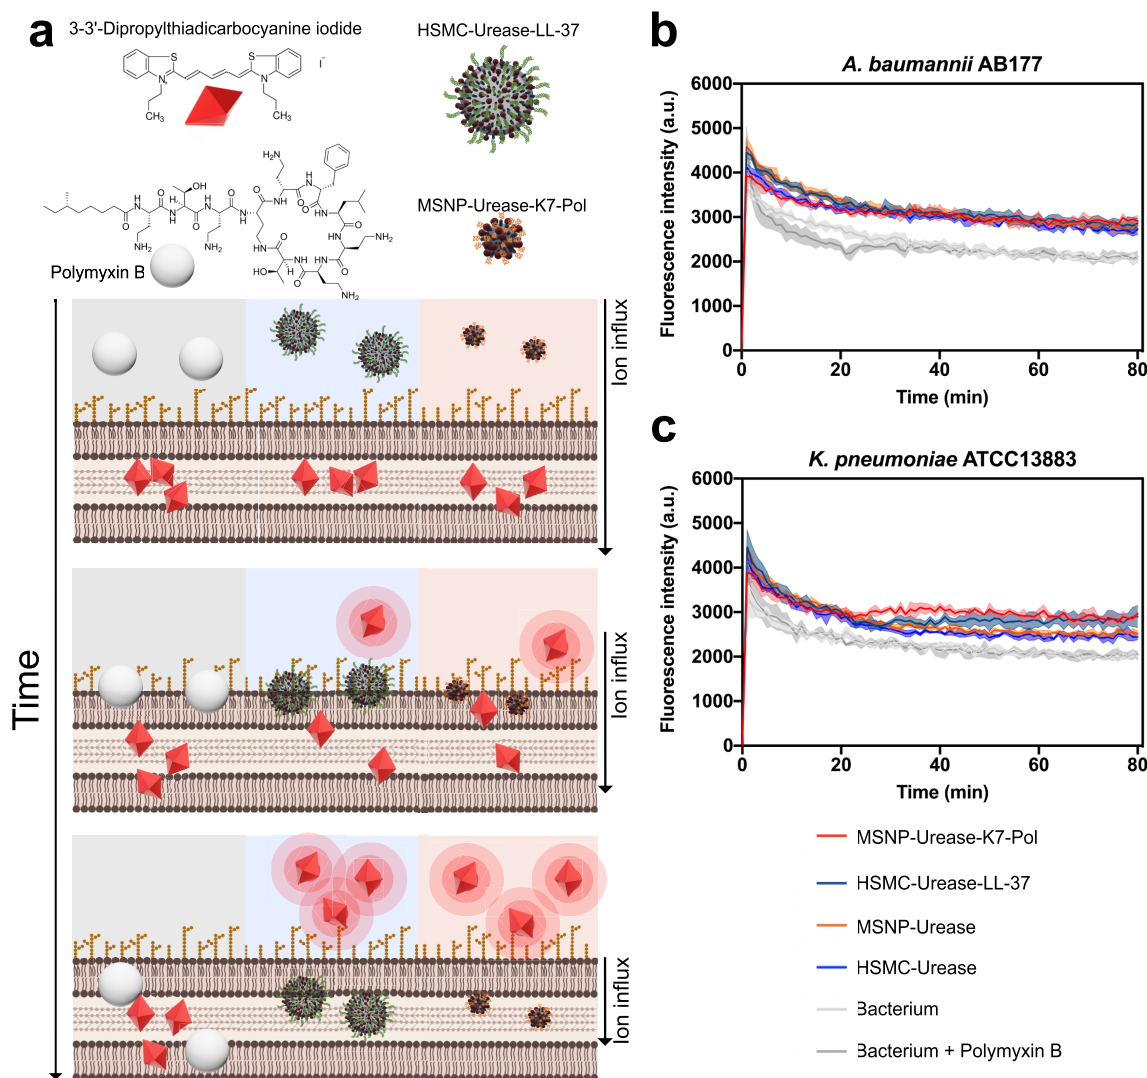 a
3-3'-Dipropylthiadicarbocyanine iodide
HSMC-Urease-LL-37
S
S
N
N
+
I⁻
CH₃
CH₃
H₂N
OH
O
H
N
O
H
N
O
NH₂
NH₂
O
HN
O
NH
O
HN
NH₂
HO
H
O
NH₂
Polymyxin B
MSNP-Urease-K7-Pol
Ion influx
Ion influx
Ion influx
Time
b
A. baumannii AB177
Fluorescence intensity (a.u.)
6000
5000
4000
3000
2000
1000
0
0 20 40 60 80
Time (min)
c
K. pneumoniae ATCC13883
Fluorescence intensity (a.u.)
6000
5000
4000
3000
2000
1000
0
0 20 40 60 80
Time (min)
MSNP-Urease-K7-Pol
HSMC-Urease-LL-37
MSNP-Urease
HSMC-Urease
Bacterium
Bacterium + Polymyxin B